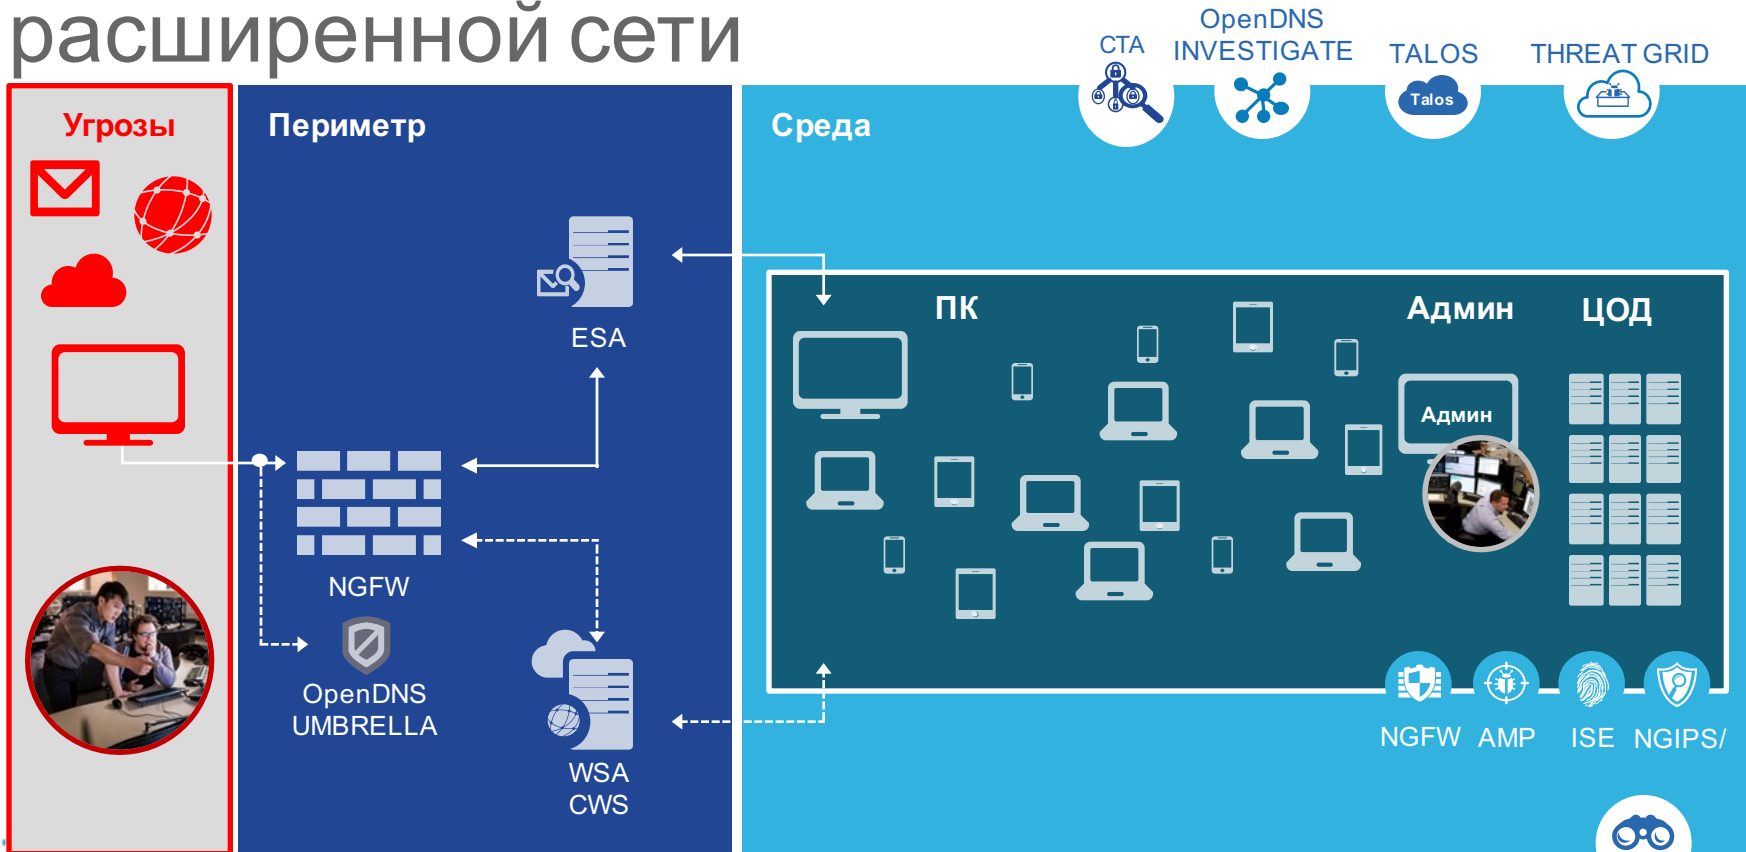 расширенной сети
CTA
OpenDNS
INVESTIGATE
TALOS
THREAT GRID
Talos
Угрозы
Периметр
Среда
ESA
NGFW
OpenDNS
UMBRELLA
WSA
CWS
ПК
Админ
ЦОД
Админ
NGFW
AMP
ISE
NGIPS/